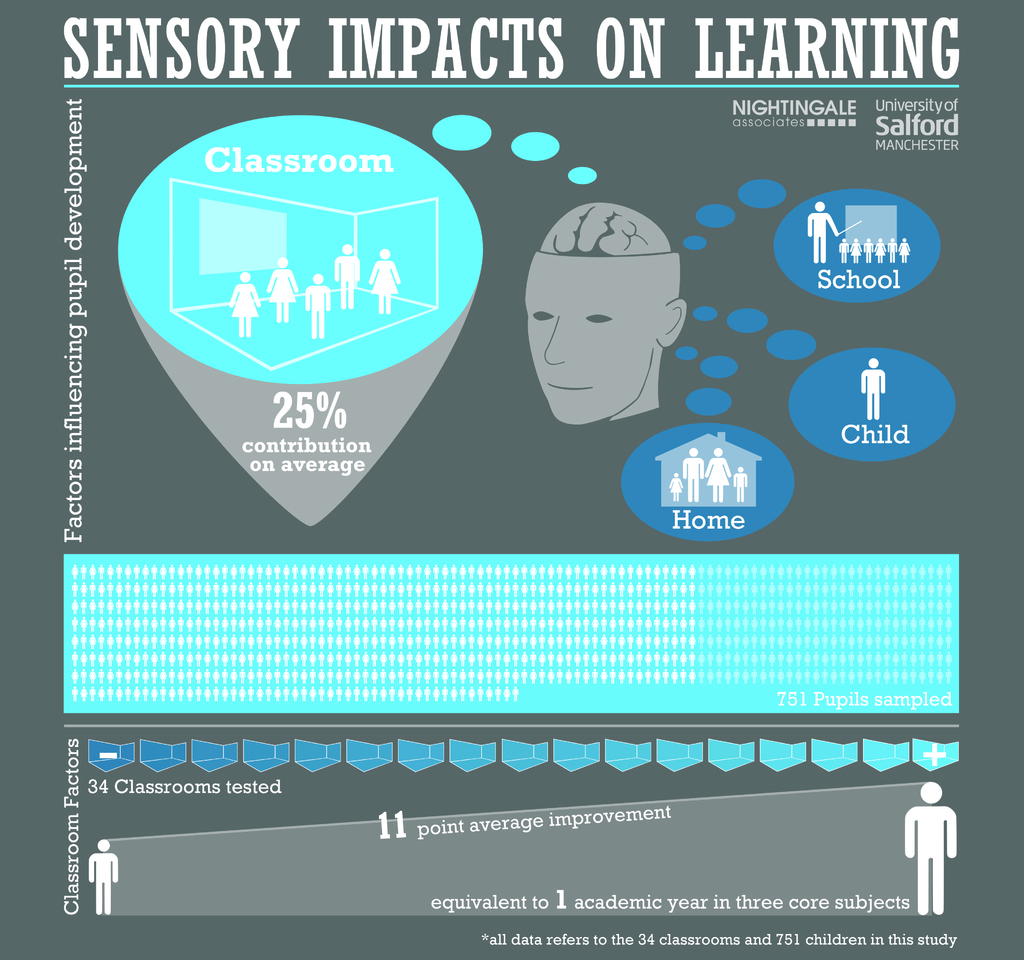 SENSORY IMPACTS ON LEARNING
NIGHTINGALE
associates
University of
Salford
MANCHESTER
Factors influencing pupil development
Classroom
25%
contribution
on average
School
Child
Home
751 Pupils sampled
Classroom Factors
34 Classrooms tested
11 point average improvement
equivalent to 1 academic year in three core subjects
*all data refers to the 34 classrooms and 751 children in this study